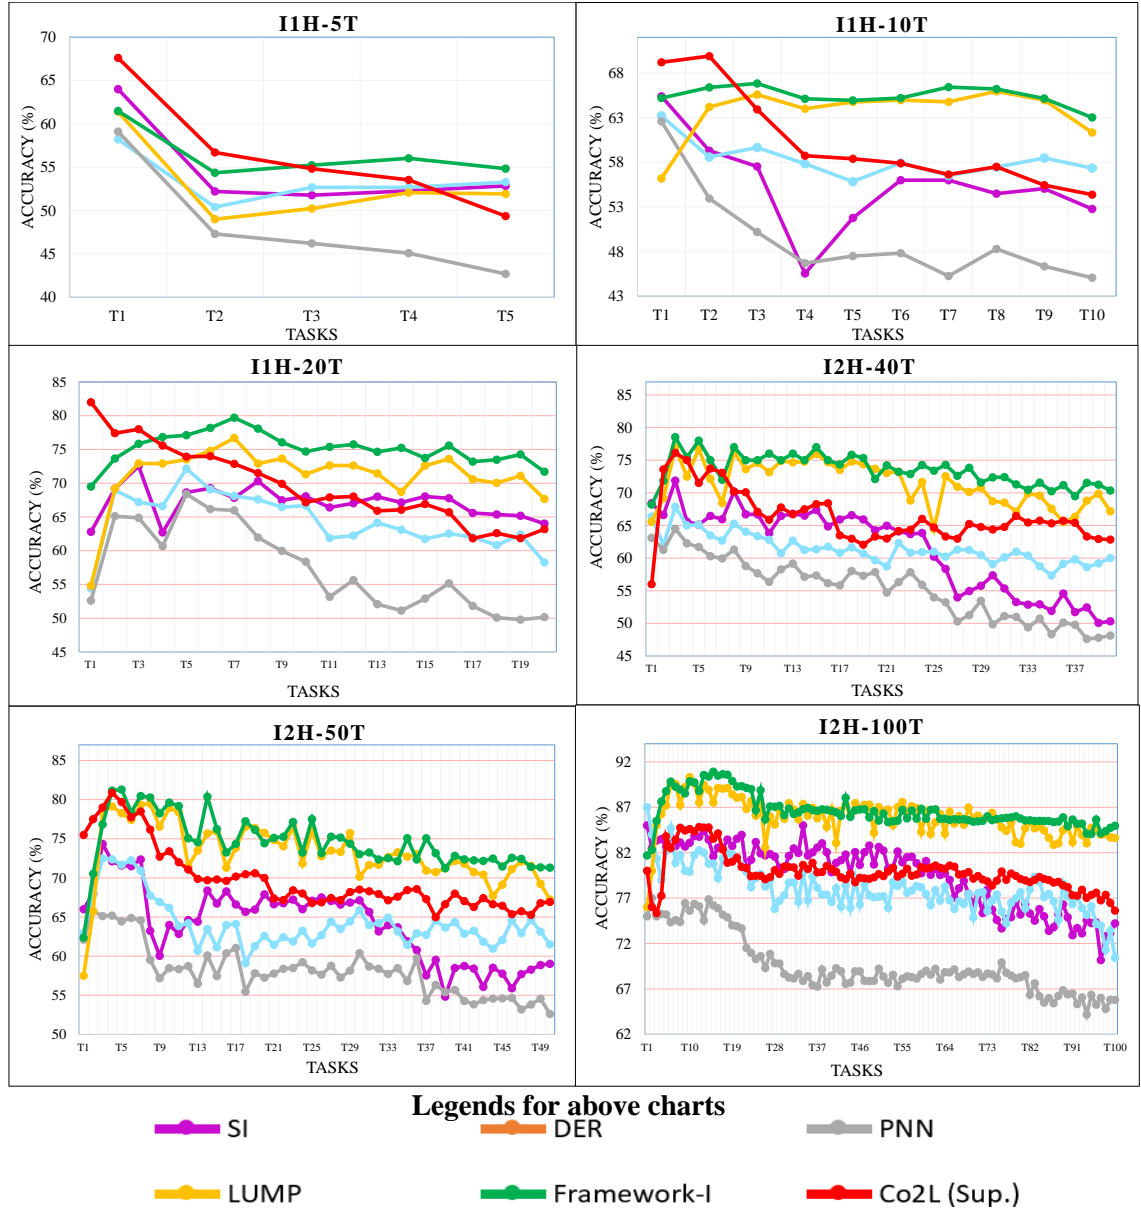 I1H-5T
ACCURACY (%)
70
65
60
55
50
45
40
T1 T2 T3 T4 T5
TASKS
I1H-10T
ACCURACY (%)
68
63
58
53
48
43
T1 T2 T3 T4 T5 T6 T7 T8 T9 T10
TASKS
I1H-20T
ACCURACY (%)
85
80
75
70
65
60
55
50
45
T1 T3 T5 T7 T9 T11 T13 T15 T17 T19
TASKS
I2H-40T
ACCURACY (%)
85
80
75
70
65
60
55
50
45
T1 T5 T9 T13 T17 T21 T25 T29 T33 T37
TASKS
I2H-50T
ACCURACY (%)
85
80
75
70
65
60
55
50
T1 T5 T9 T13 T17 T21 T25 T29 T33 T37 T41 T45 T49
TASKS
I2H-100T
ACCURACY (%)
92
87
82
77
72
67
62
T1 T10 T19 T28 T37 T46 T55 T64 T73 T82 T91 T100
TASKS
Legends for above charts
SI DER PNN
LUMP Framework-I Co2L (Sup.)